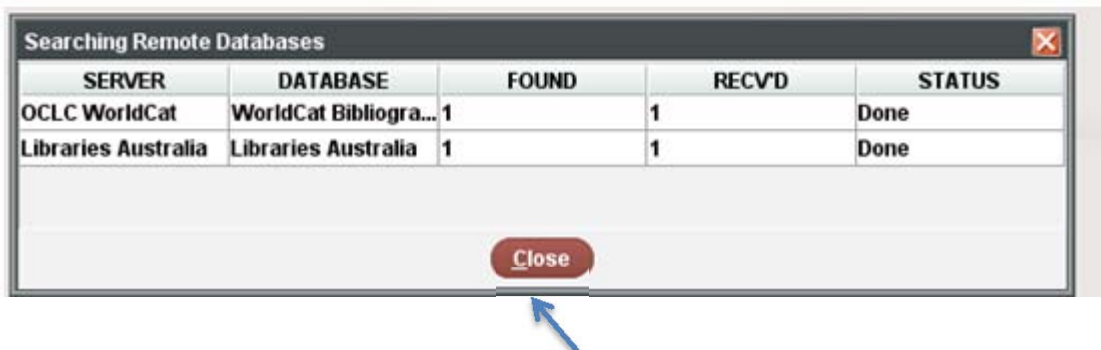 Searching Remote Databases
SERVER DATABASE FOUND RECV'D STATUS
OCLC WorldCat WorldCat Bibliogra... 1 1 Done
Libraries Australia Libraries Australia 1 1 Done
Close